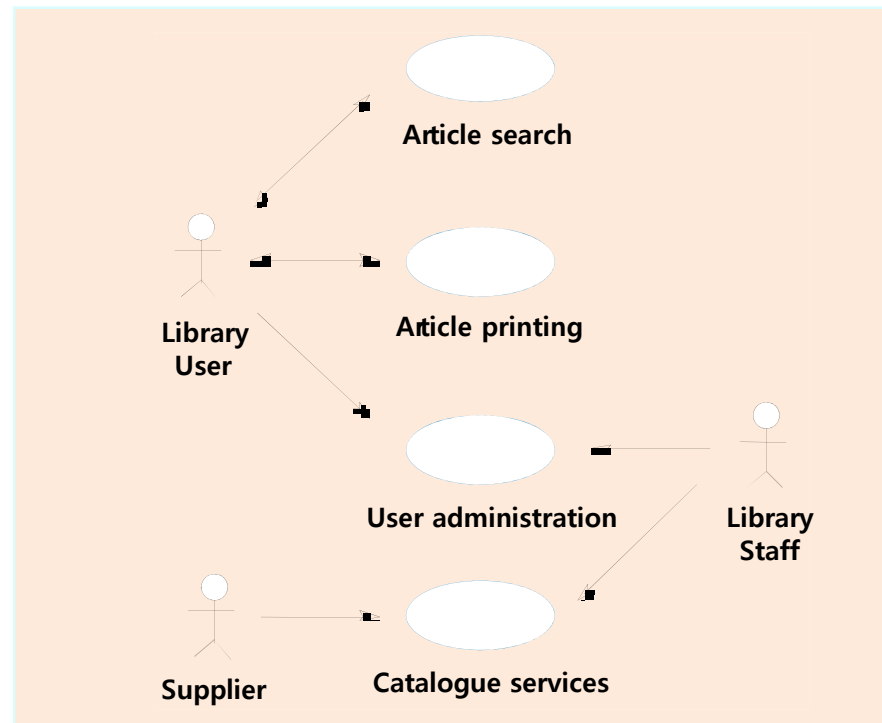 Article search
Library
User
Article printing
User administration
Library
Staff
Supplier
Catalogue services